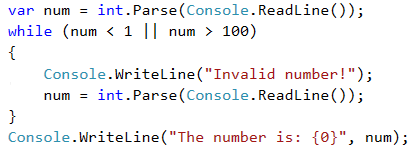 var num = int.Parse(Console.ReadLine());
while (num < 1 || num > 100)
{
    Console.WriteLine("Invalid number!");
    num = int.Parse(Console.ReadLine());
}
Console.WriteLine("The number is: {0}", num);